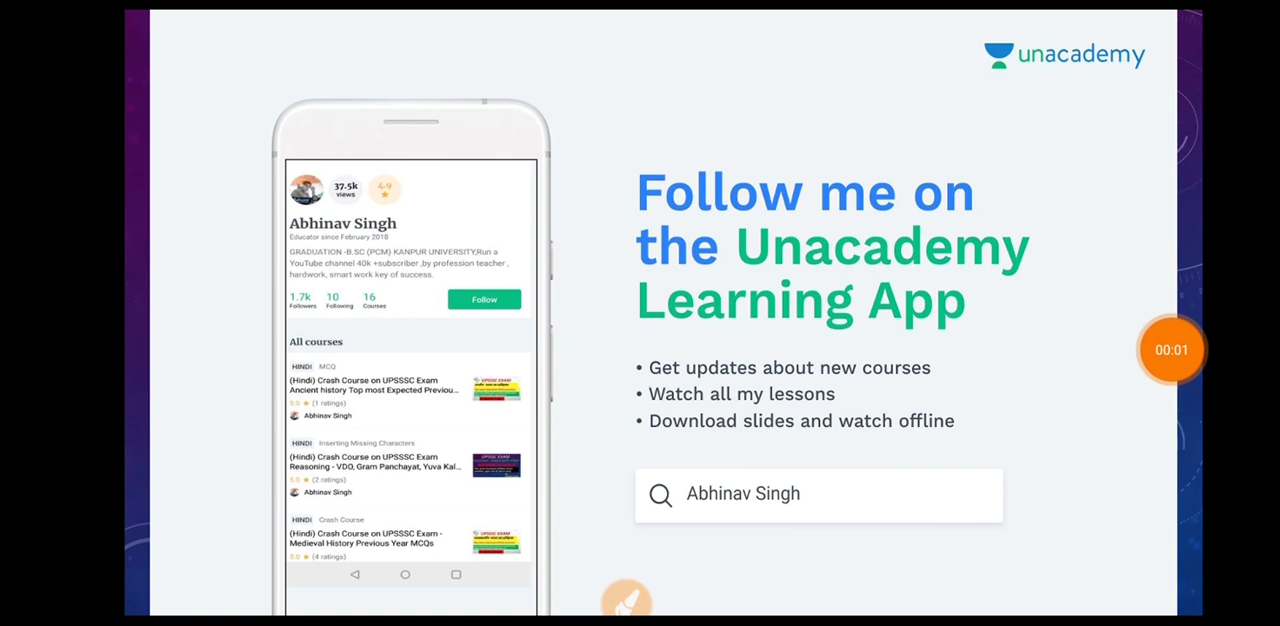 unacademy
37.5k
views
4.9
Abhinav Singh
Educator since February 2018
GRADUATION -B.SC (PCM) KANPUR UNIVERSITY,Run a
YouTube channel 40k +subscriber ,by profession teacher ,
hardwork, smart work key of success.
1.7k 10 16
Followers Following Courses
Follow
All courses
HINDI MCQ
(Hindi) Crash Course on UPSSSC Exam
Ancient history Top most Expected Previou...
5.0 ★ (1 ratings)
Abhinav Singh
HINDI Inserting Missing Characters
(Hindi) Crash Course on UPSSSC Exam
Reasoning - VDO, Gram Panchayat, Yuva Kal...
5.0 ★ (2 ratings)
Abhinav Singh
HINDI Crash Course
(Hindi) Crash Course on UPSSSC Exam -
Medieval History Previous Year MCQs
5.0 ★ (4 ratings)
Follow me on
the Unacademy
Learning App
• Get updates about new courses
• Watch all my lessons
• Download slides and watch offline
Abhinav Singh
00:01